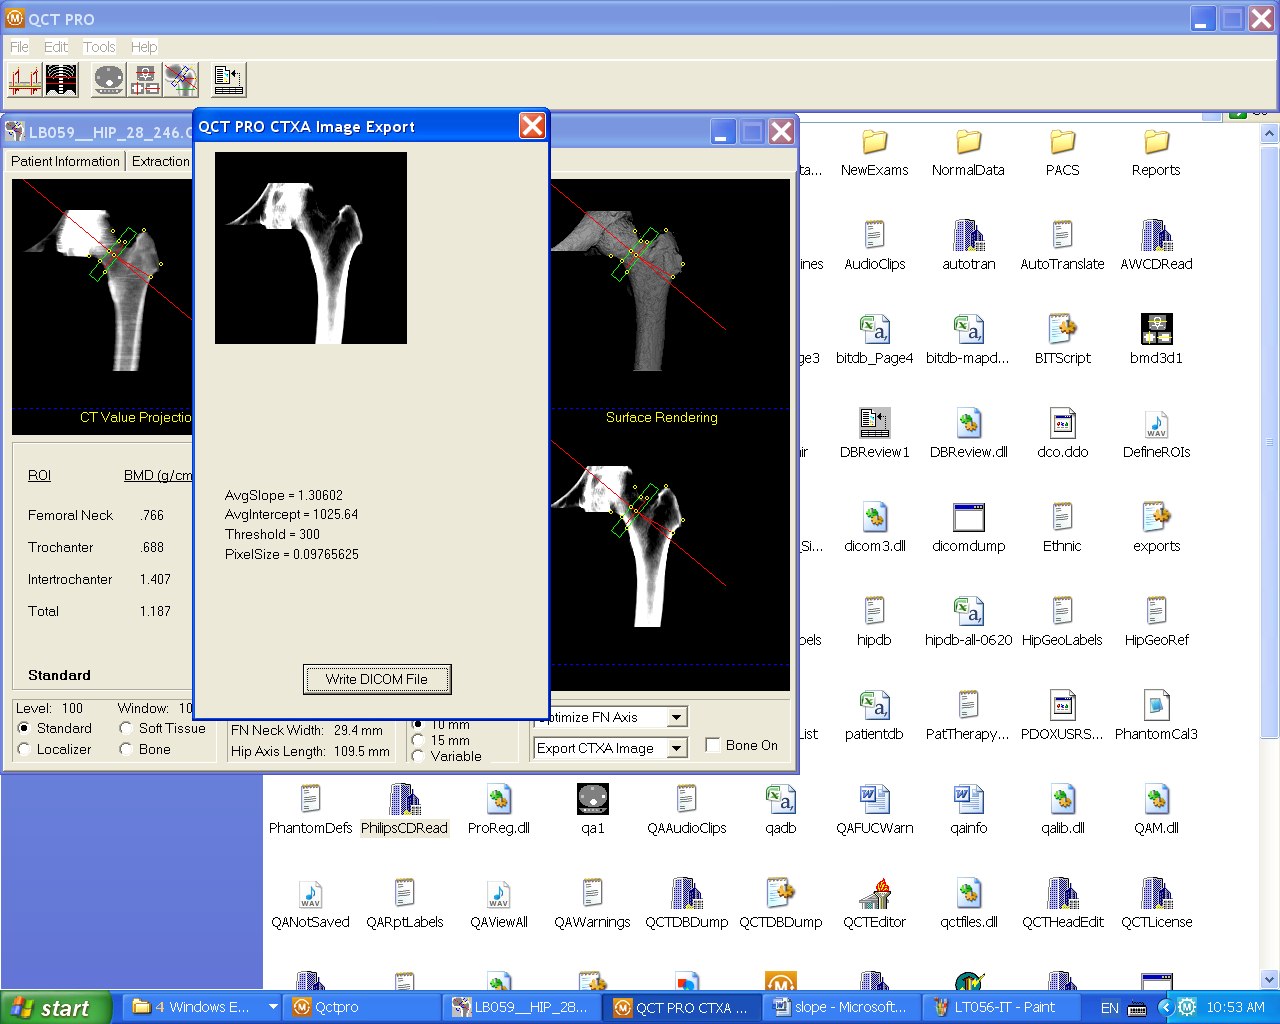 QCT PRO
File Edit Tools Help
LB059__HIP_28_246.
QCT PRO CTXA Image Export
Patient Information Extraction
CT Value Projectio
Surface Rendering
ROI BMD (g/cm
Femoral Neck .766
Trochanter .688
Intertrochanter 1.407
Total 1.187
Standard
AvgSlope = 1.30602
AvgIntercept = 1025.64
Threshold = 300
PixelSize = 0.09765625
Write DICOM File
Level: 100 Window: 10
Standard Soft Tissue
Localizer Bone
FN Neck Width: 29.4 mm
Hip Axis Length: 109.5 mm
10 mm
15 mm
Variable
Optimize FN Axis
Export CTXA Image
Bone On
ta... NewExams NormalData PACS Reports
ines AudioClips autotran AutoTranslate AWCDRead
ge3 bitdb_Page4 bitdb-mapd... BITScript bmd3d1
air DBReview1 DBReview.dll dco.ddo DefineROIs
_Si... dicom3.dll dicomdump Ethnic exports
bels hipdb hipdb-all-0620 HipGeoLabels HipGeoRef
List patientdb PatTherapy... PDOXUSRS... PhantomCal3
PhantomDefs PhilipsCDRead ProReg.dll qa1 QAAudioClips qadb QAFUCWarn qainfo qalib.dll QAM.dll
QANotSaved QARptLabels QAViewAll QAWarnings QCTDBDump QCTDBDump QCTEditor qctfiles.dll QCTHeadEdit QCTLicense
start 4 Windows E... Qctpro LB059__HIP_28... QCT PRO CTXA ... slope - Microsoft... LT056-IT - Paint EN 10:53 AM